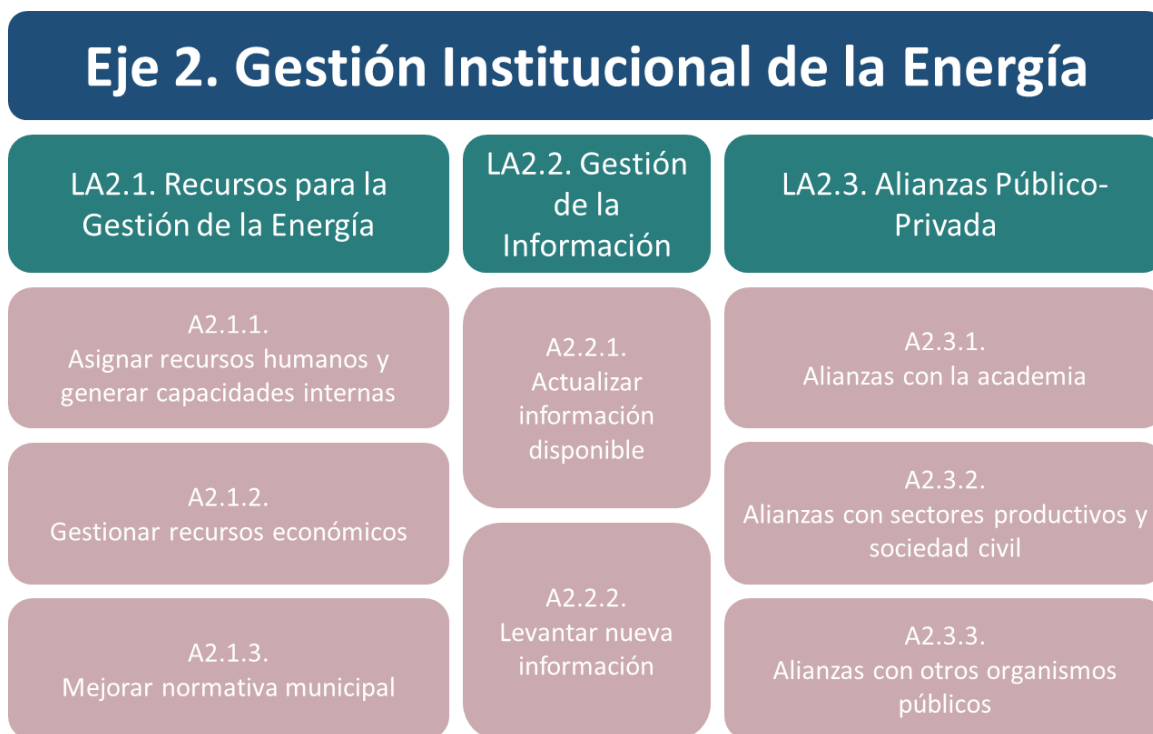 Eje 2. Gestión Institucional de la Energía
LA2.1. Recursos para la
Gestión de la Energía
LA2.2. Gestión
de la
Información
LA2.3. Alianzas Público-
Privada
A2.1.1.
Asignar recursos humanos y
generar capacidades internas
A2.1.2.
Gestionar recursos económicos
A2.1.3.
Mejorar normativa municipal
A2.2.1.
Actualizar
información
disponible
A2.2.2.
Levantar nueva
información
A2.3.1.
Alianzas con la academia
A2.3.2.
Alianzas con sectores productivos y
sociedad civil
A2.3.3.
Alianzas con otros organismos
públicos